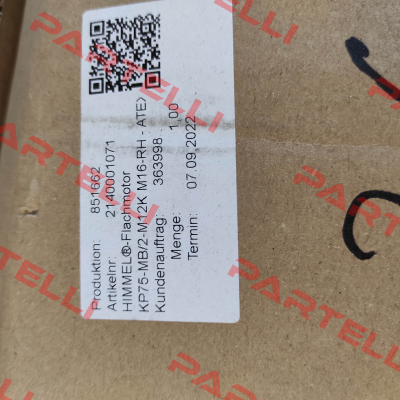 Produktion: 851662
Artikelnr: 2140001071
HIMMEL®-Flachmotor
KP75-MB/2-M12K M16-RH - ATEX
Kundenauftrag: 363998
Menge: 1,00
Termin: 07.09.2022
PARTELLI
PARTELLI
PARTELLI
PARTELLI